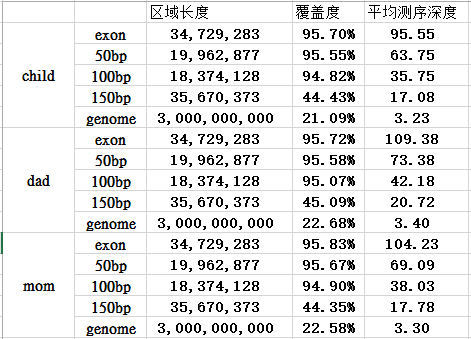 区域长度 覆盖度 平均测序深度
exon 34,729,283 95.70% 95.55
50bp 19,962,877 95.55% 63.75
child 100bp 18,374,128 94.82% 35.75
150bp 35,670,373 44.43% 17.08
genome 3,000,000,000 21.09% 3.23
exon 34,729,283 95.72% 109.38
50bp 19,962,877 95.58% 73.38
dad 100bp 18,374,128 95.07% 42.18
150bp 35,670,373 45.09% 20.72
genome 3,000,000,000 22.68% 3.40
exon 34,729,283 95.83% 104.23
50bp 19,962,877 95.67% 69.09
mom 100bp 18,374,128 94.90% 38.03
150bp 35,670,373 44.35% 17.78
genome 3,000,000,000 22.58% 3.30